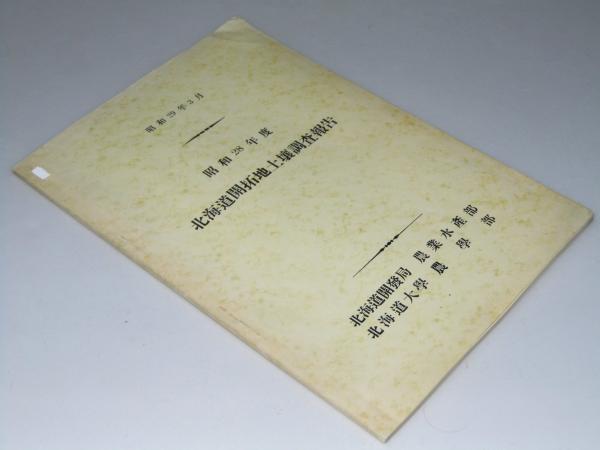 昭和29年3月
昭和28年度
北海道開拓地土壤調査報告
北海道開發局 農業水産部
北海道大學 農學部